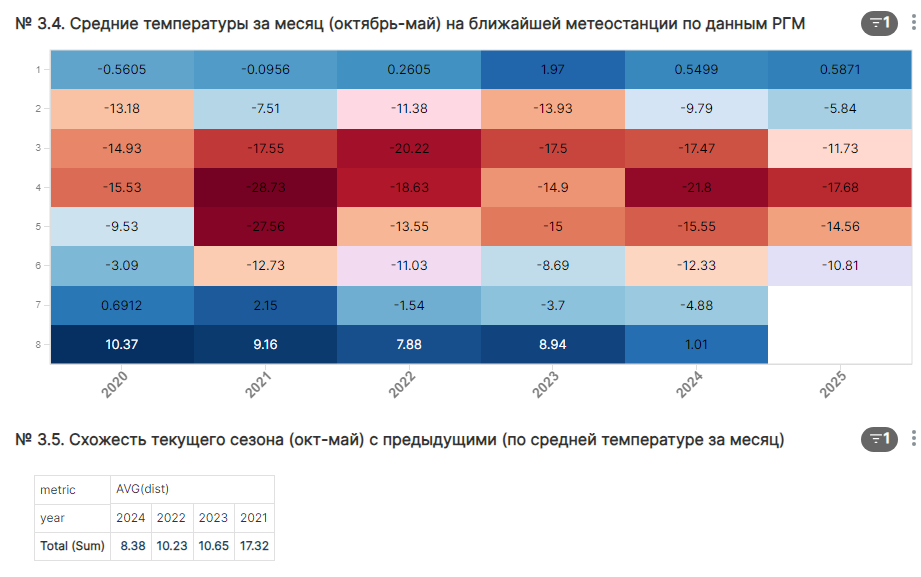 № 3.4. Средние температуры за месяц (октябрь-май) на ближайшей метеостанции по данным РГМ
1
1 -0.5605 -0.0956 0.2605 1.97 0.5499 0.5871
2 -13.18 -7.51 -11.38 -13.93 -9.79 -5.84
3 -14.93 -17.55 -20.22 -17.5 -17.47 -11.73
4 -15.53 -28.73 -18.63 -14.9 -21.8 -17.68
5 -9.53 -27.56 -13.55 -15 -15.55 -14.56
6 -3.09 -12.73 -11.03 -8.69 -12.33 -10.81
7 0.6912 2.15 -1.54 -3.7 -4.88
8 10.37 9.16 7.88 8.94 1.01
2020 2021 2022 2023 2024 2025
№ 3.5. Схожесть текущего сезона (окт-май) с предыдущими (по средней температуре за месяц)
1
metric AVG(dist)
year 2024 2022 2023 2021
Total (Sum) 8.38 10.23 10.65 17.32